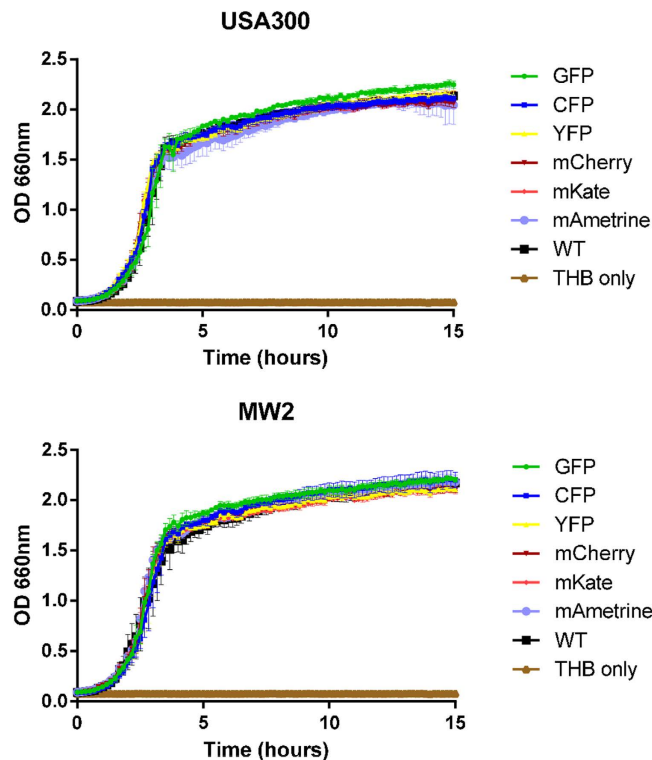 USA300
2.5
2.0
1.5
1.0
0.5
0.0
OD 660nm
0 5 10 15
Time (hours)
GFP
CFP
YFP
mCherry
mKate
mAmetrine
WT
THB only
MW2
2.5
2.0
1.5
1.0
0.5
0.0
OD 660nm
0 5 10 15
Time (hours)
GFP
CFP
YFP
mCherry
mKate
mAmetrine
WT
THB only